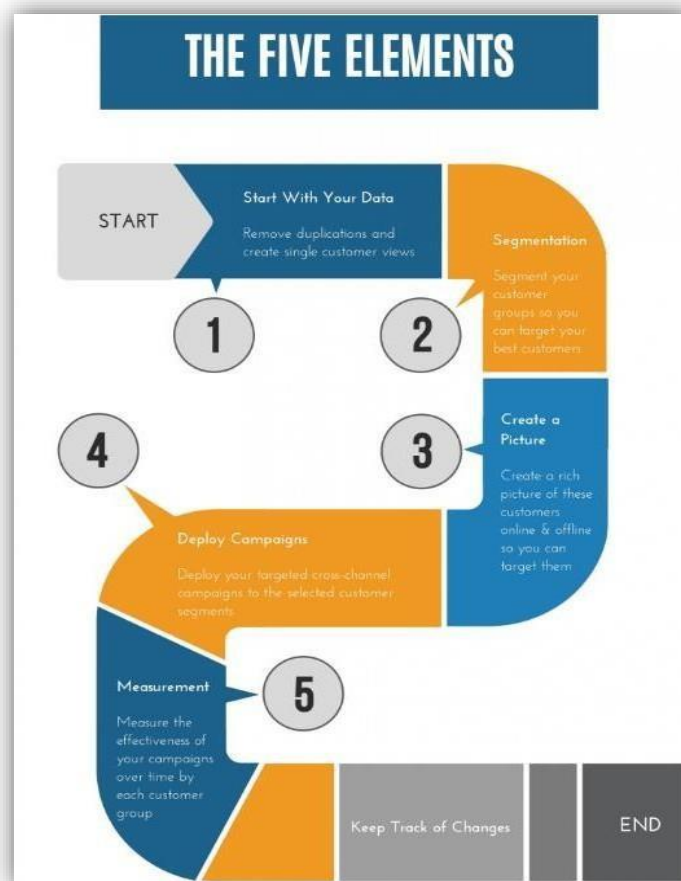 THE FIVE ELEMENTS
START
Start With Your Data
Remove duplications and
create single customer views
1
2
Segmentation
Segment your
customer
groups so you
can target your
best customers
3
Create a
Picture
Create a rich
picture of these
customers
online & offline
so you can
target them
4
Deploy Campaigns
Deploy your targeted cross-channel
campaigns to the selected customer
segments
5
Measurement
Measure the
effectiveness of
your campaigns
over time by
each customer
group
Keep Track of Changes
END